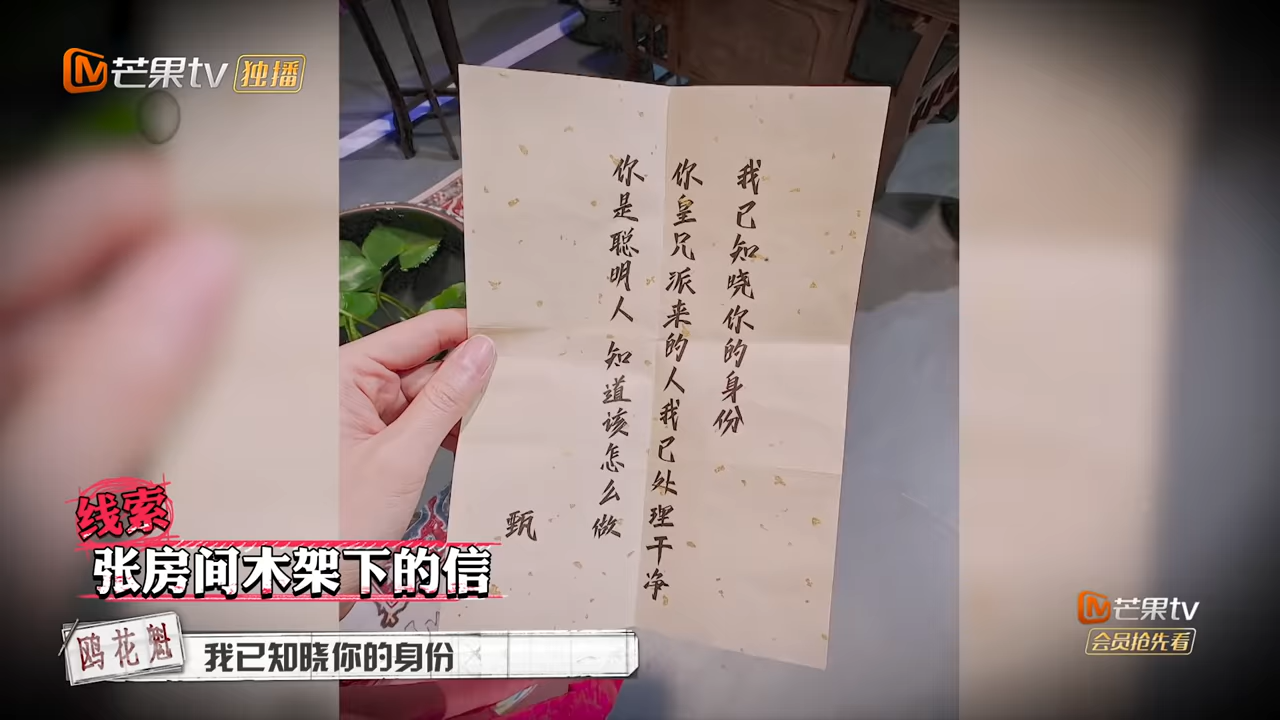 芒果tv 独播
我已知晓你的身份
你皇兄派来的人我已处理干净
你是聪明人 知道该怎么做
甄
线索
张房间木架下的信
鸥花魁
我已知晓你的身份
芒果tv
会员抢先看